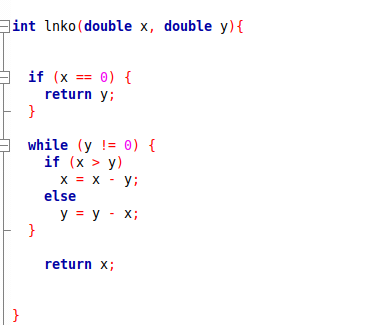 int lnko(double x, double y){
if (x == 0) {
return y;
}
while (y != 0) {
if (x > y)
x = x - y;
else
y = y - x;
}
return x;
}